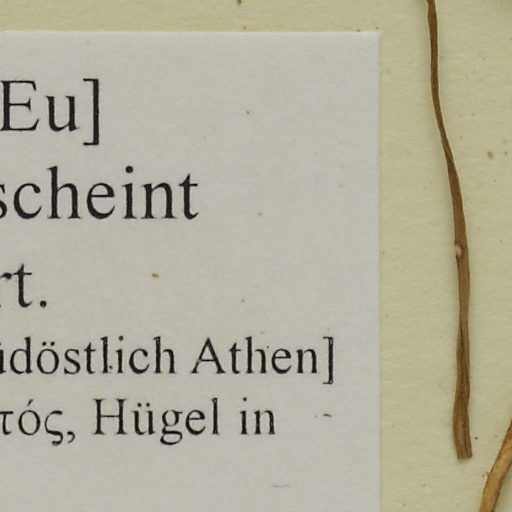 Eu]
scheint
rt.
üdöstlich Athen]
τός, Hügel in